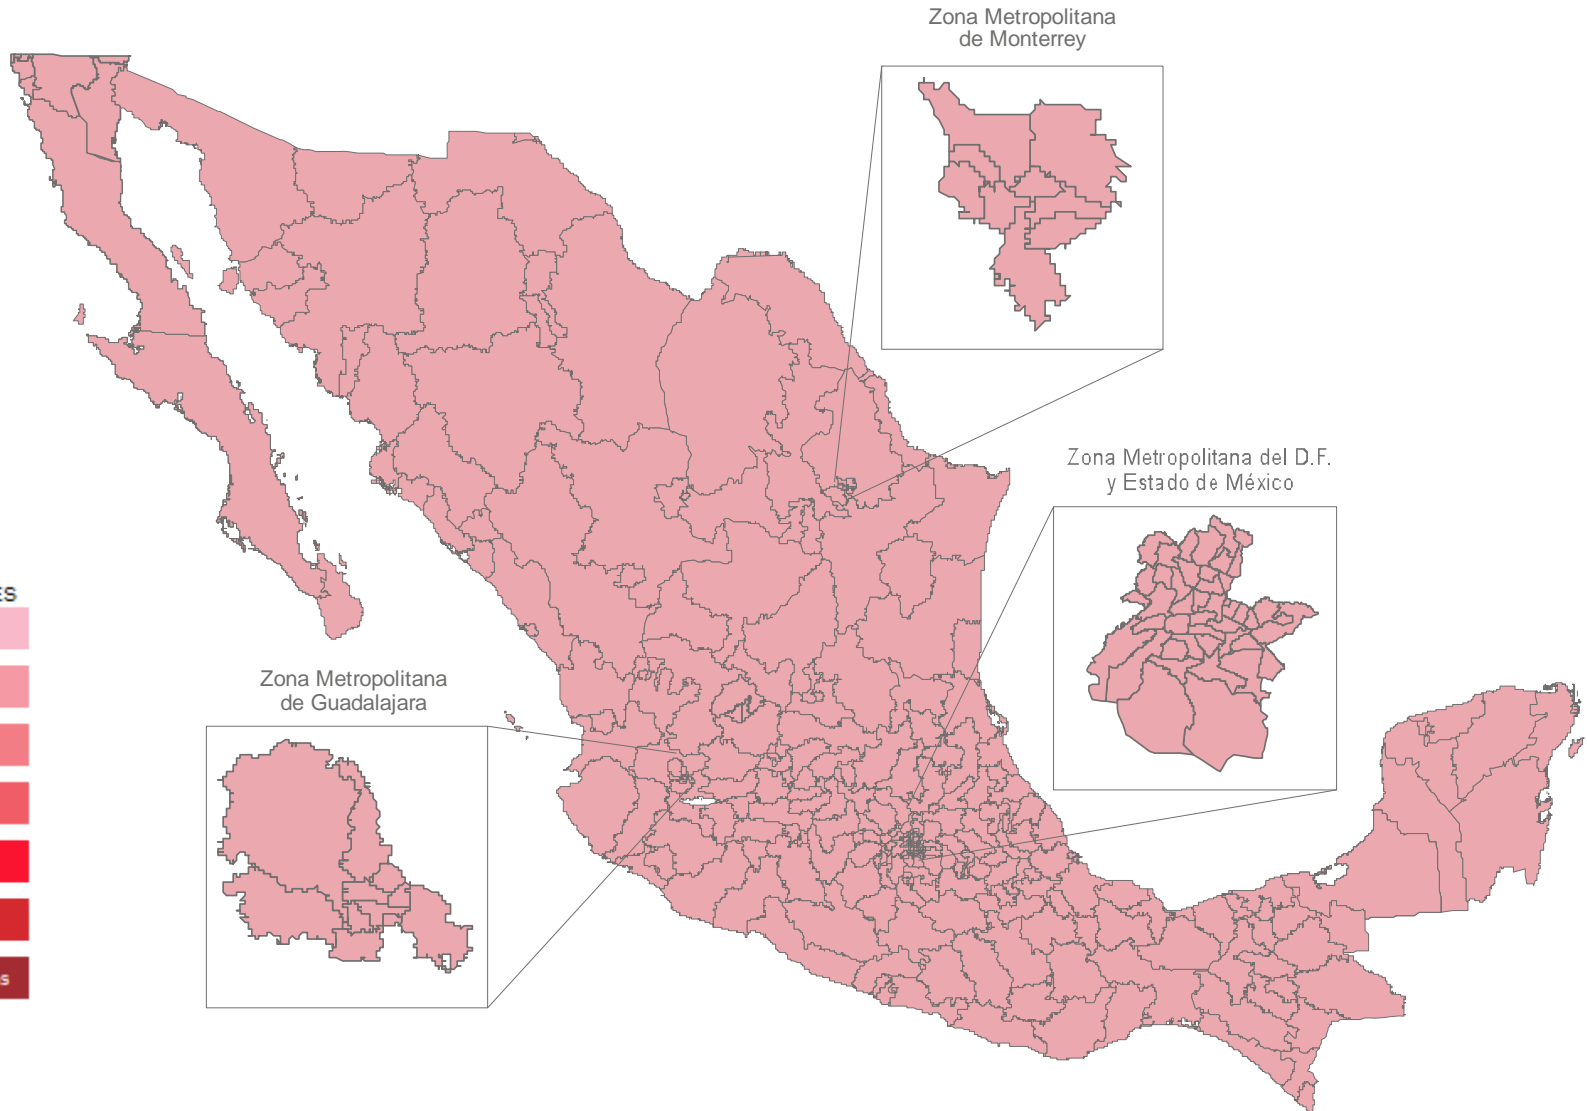 Zona Metropolitana
de Monterrey
Zona Metropolitana del D.F.
y Estado de México
Zona Metropolitana
de Guadalajara